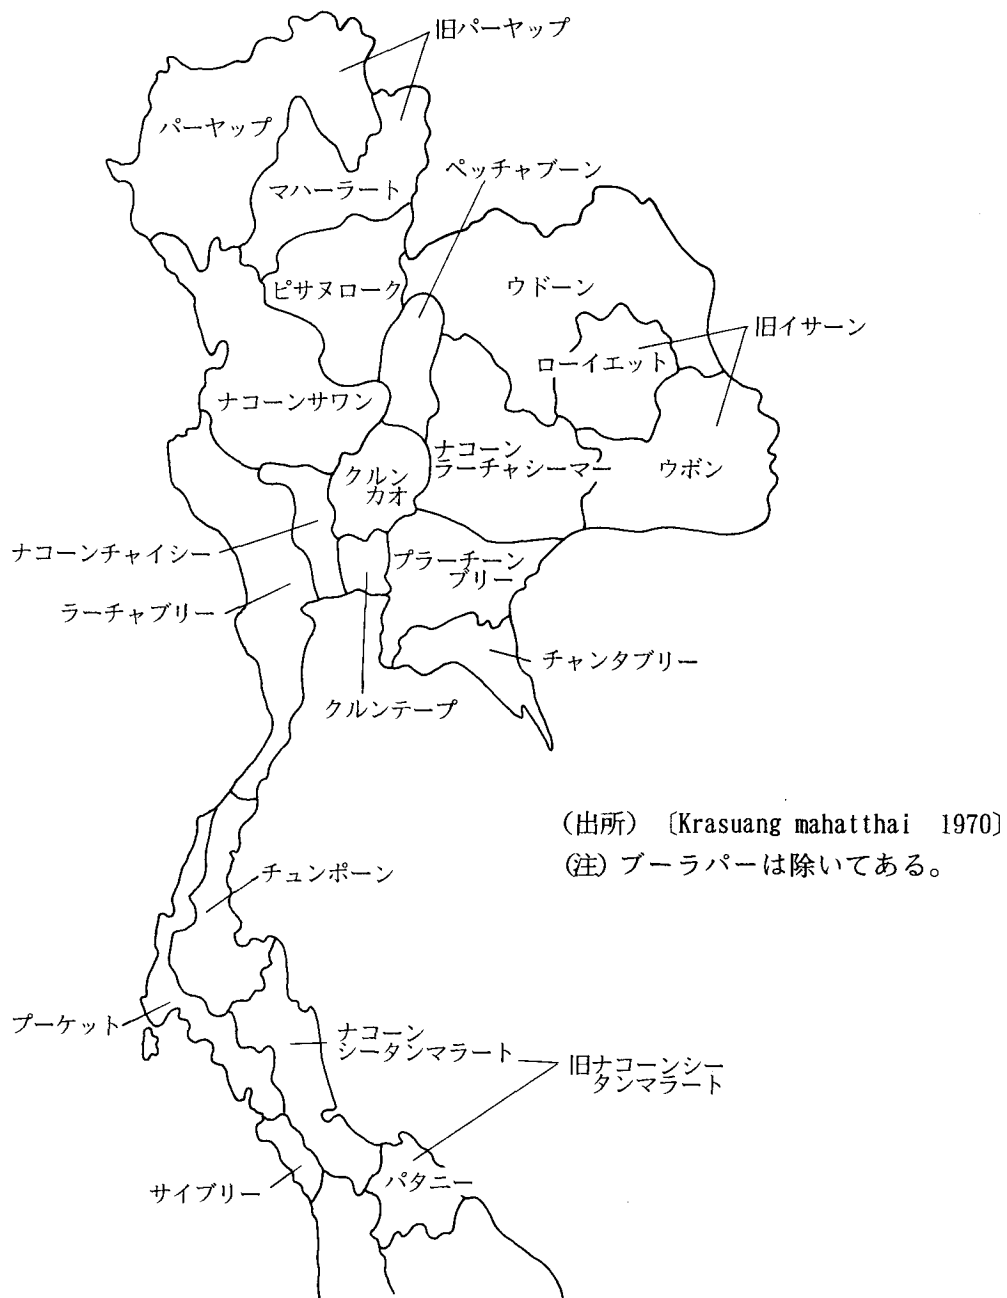 旧パーヤップ
パーヤップ
ペッチャブーン
マハーラート
ピサヌローク
ウドーン
旧イサーン
ローイエット
ナコーンサワン
ナコーン
ラーチャシーマー
ウボン
クルン
カオ
ナコーンチャイシー
プラーチーン
ブリー
ラーチャブリー
チャンタブリー
クルンテープ
(出所) 〔Krasuang mahatthai 1970〕
(注) ブーラパーは除いてある。
チュンポーン
プーケット
ナコーン
シータンマラート
旧ナコーンシー
タンマラート
サイブリー
パタニー